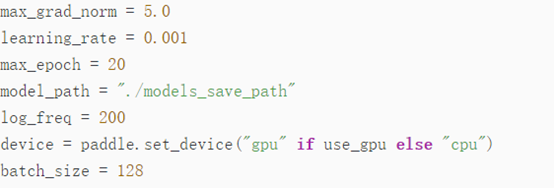 max_grad_norm = 5.0
learning_rate = 0.001
max_epoch = 20
model_path = "./models_save_path"
log_freq = 200
device = paddle.set_device("gpu" if use_gpu else "cpu")
batch_size = 128